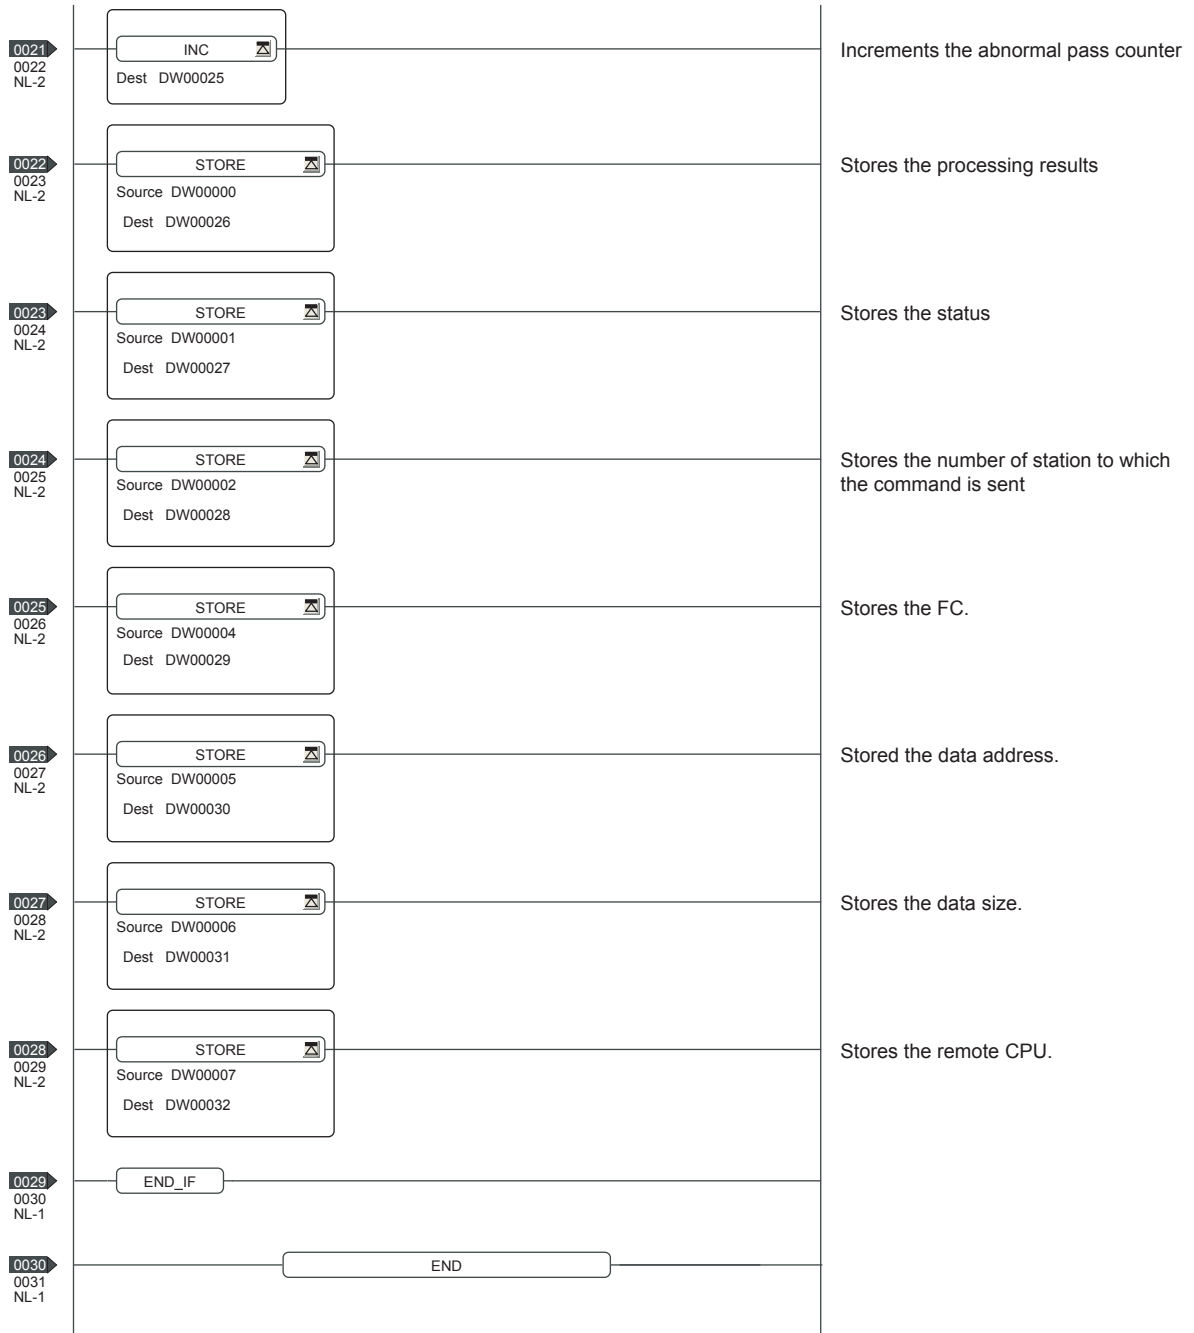 0021
0022
NL-2
INC
Dest DW00025
Increments the abnormal pass counter
0022
0023
NL-2
STORE
Source DW00000
Dest DW00026
Stores the processing results
0023
0024
NL-2
STORE
Source DW00001
Dest DW00027
Stores the status
0024
0025
NL-2
STORE
Source DW00002
Dest DW00028
Stores the number of station to which
the command is sent
0025
0026
NL-2
STORE
Source DW00004
Dest DW00029
Stores the FC.
0026
0027
NL-2
STORE
Source DW00005
Dest DW00030
Stored the data address.
0027
0028
NL-2
STORE
Source DW00006
Dest DW00031
Stores the data size.
0028
0029
NL-2
STORE
Source DW00007
Dest DW00032
Stores the remote CPU.
0029
0030
NL-1
END_IF
0030
0031
NL-1
END